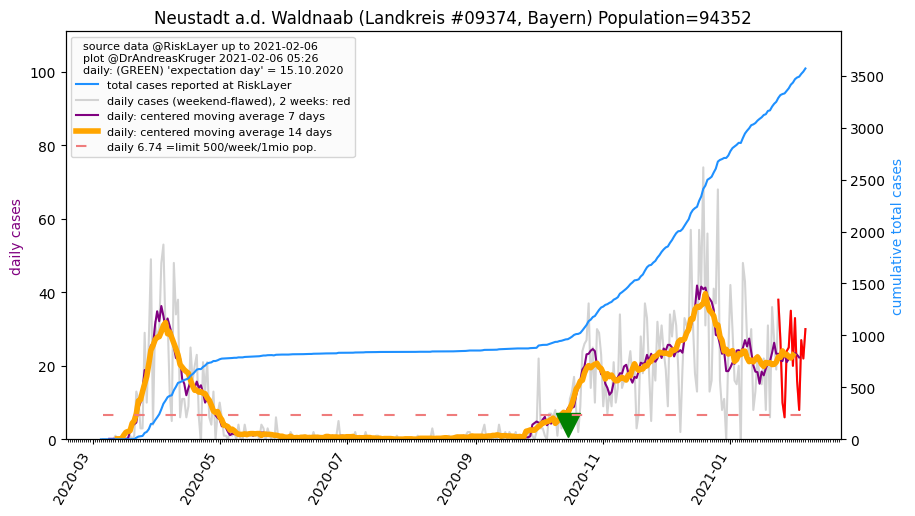 Neustadt a.d. Waldnaab (Landkreis #09374, Bayern) Population=94352
source data @RiskLayer up to 2021-02-06
plot @DrAndreasKruger 2021-02-06 05:26
daily: (GREEN) 'expectation day' = 15.10.2020
total cases reported at RiskLayer
daily cases (weekend-flawed), 2 weeks: red
daily: centered moving average 7 days
daily: centered moving average 14 days
daily 6.74 =limit 500/week/1mio pop.
daily cases
100
80
60
40
20
0
cumulative total cases
3500
3000
2500
2000
1500
1000
500
0
2020-03
2020-05
2020-07
2020-09
2020-11
2021-01